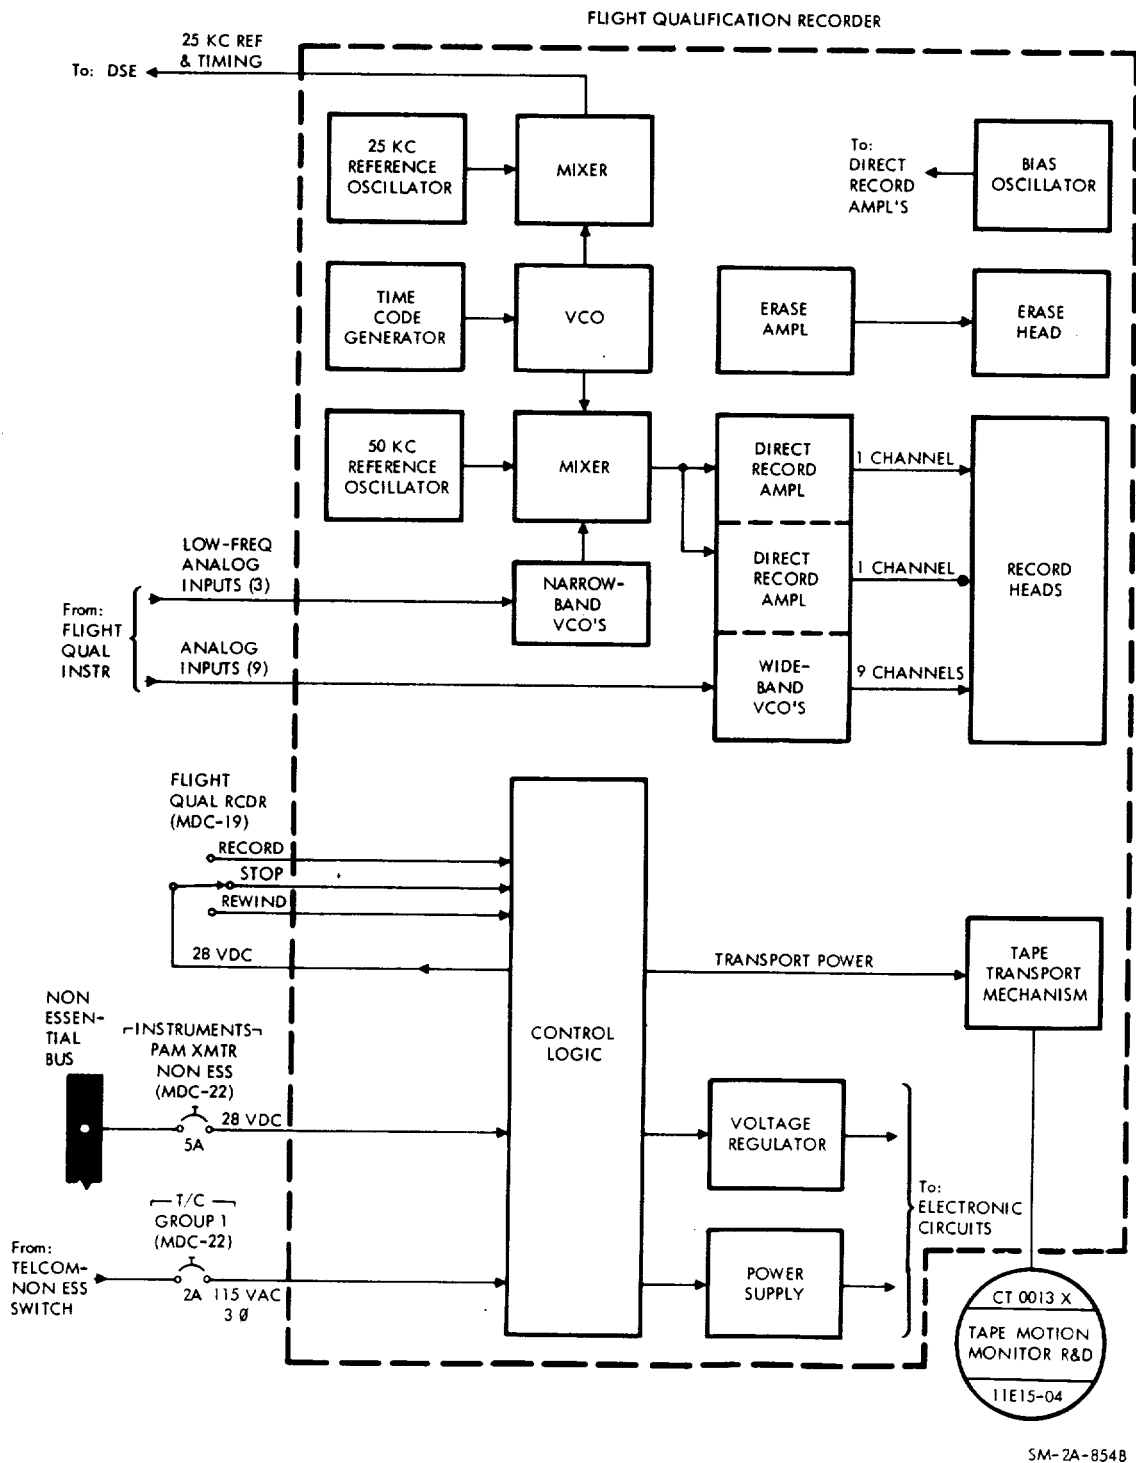 FLIGHT QUALIFICATION RECORDER
25 KC REF
& TIMING
To: DSE
25 KC
REFERENCE
OSCILLATOR
MIXER
To:
DIRECT
RECORD
AMPL'S
BIAS
OSCILLATOR
TIME
CODE
GENERATOR
VCO
ERASE
AMPL
ERASE
HEAD
50 KC
REFERENCE
OSCILLATOR
MIXER
DIRECT
RECORD
AMPL
1 CHANNEL
LOW-FREQ
ANALOG
INPUTS (3)
NARROW-
BAND
VCO'S
DIRECT
RECORD
AMPL
1 CHANNEL
RECORD
HEADS
From:
FLIGHT
QUAL
INSTR
ANALOG
INPUTS (9)
WIDE-
BAND
VCO'S
9 CHANNELS
FLIGHT
QUAL RCDR
(MDC-19)
RECORD
STOP
REWIND
28 VDC
CONTROL
LOGIC
TRANSPORT POWER
TAPE
TRANSPORT
MECHANISM
NON
ESSEN-
TIAL
BUS
INSTRUMENTS
PAM XMTR
NON ESS
(MDC-22)
28 VDC
5A
VOLTAGE
REGULATOR
T/C
GROUP 1
(MDC-22)
From:
TELCOM-
NON ESS
SWITCH
2A
115 VAC
3 Ø
POWER
SUPPLY
To:
ELECTRONIC
CIRCUITS
CT 0013 X
TAPE MOTION
MONITOR R&D
11E15-04
SM-2A-854B